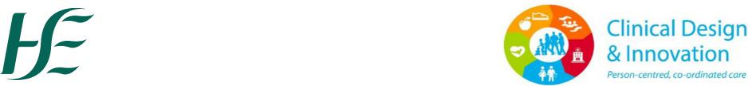 HSE
Clinical Design
& Innovation
Person-centred, co-ordinated care